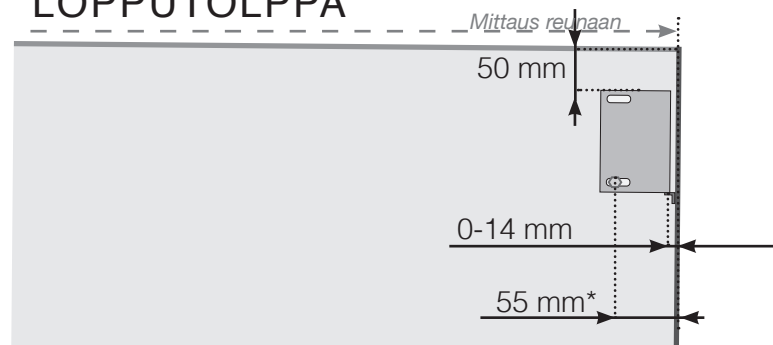 LOPPUTOLPPA
Mittaus reunaan
50 mm
0-14 mm
55 mm*